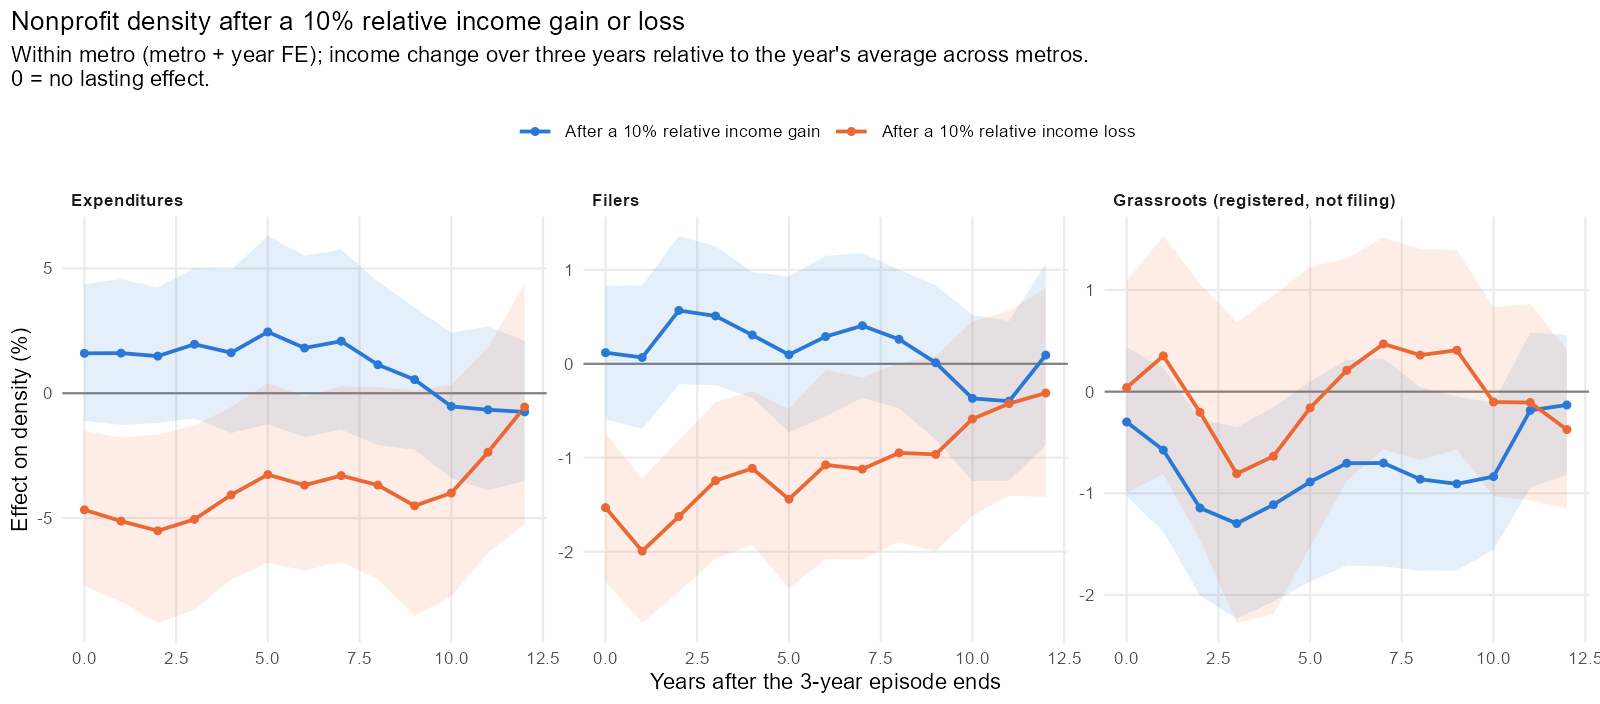 Nonprofit density after a 10% relative income gain or loss
Within metro (metro + year FE); income change over three years relative to the year's average across metros.
0 = no lasting effect.
After a 10% relative income gain After a 10% relative income loss
Expenditures
Filers
Grassroots (registered, not filing)
Effect on density (%)
5
0
-5
0.0 2.5 5.0 7.5 10.0 12.5
1
0
-1
-2
0.0 2.5 5.0 7.5 10.0 12.5
1
0
-1
-2
0.0 2.5 5.0 7.5 10.0 12.5
Years after the 3-year episode ends